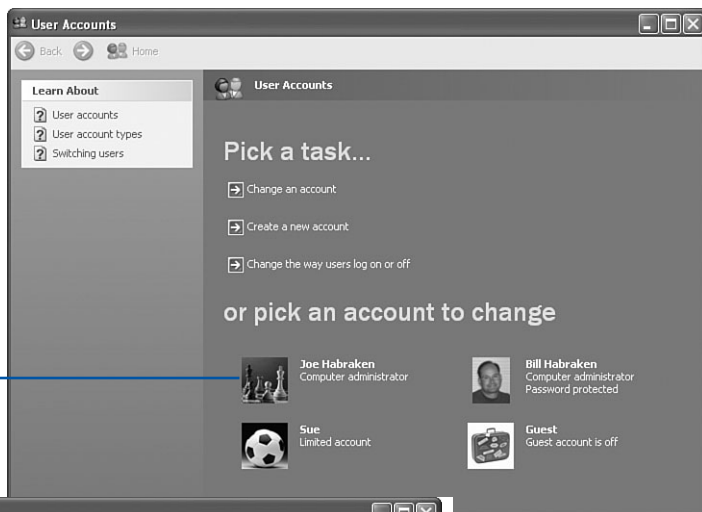 User Accounts
Back Home
Learn About
User accounts
User account types
Switching users
User Accounts
Pick a task...
Change an account
Create a new account
Change the way users log on or off
or pick an account to change
Joe Habraken
Computer administrator
Bill Habraken
Computer administrator
Password protected
Sue
Limited account
Guest
Guest account is off